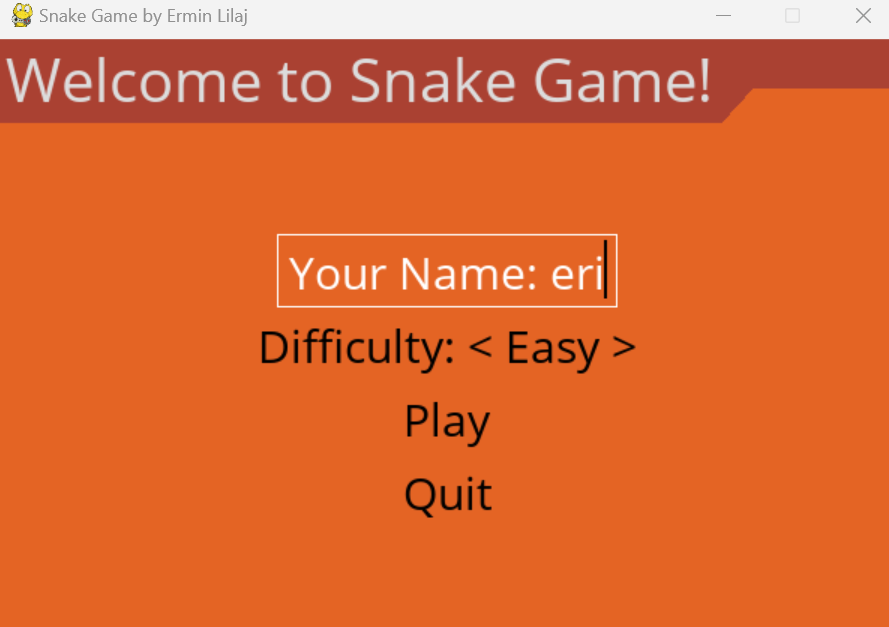 Snake Game by Ermin Lilaj
Welcome to Snake Game!
Your Name: eri
Difficulty: < Easy >
Play
Quit